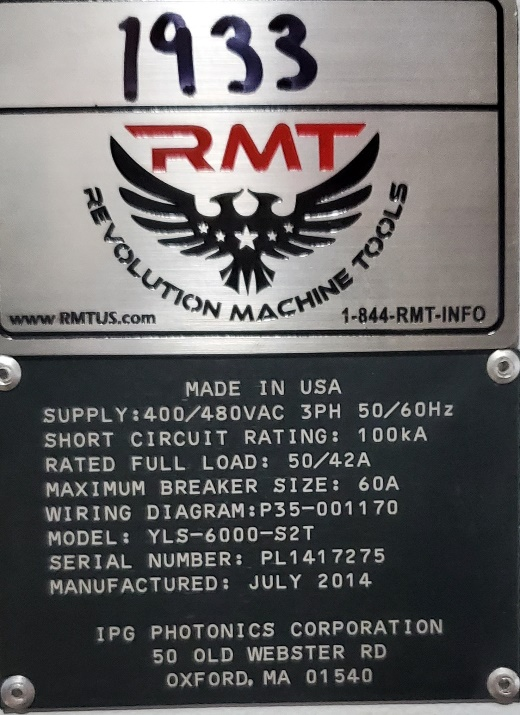 1933
RMT
REVOLUTION MACHINE TOOLS
www.RMTUS.com
1-844-RMT-INFO
MADE IN USA
SUPPLY:400/480VAC 3PH 50/60Hz
SHORT CIRCUIT RATING: 100kA
RATED FULL LOAD: 50/42A
MAXIMUM BREAKER SIZE: 60A
WIRING DIAGRAM:P35-001170
MODEL: YLS-6000-S2T
SERIAL NUMBER: PL1417275
MANUFACTURED: JULY 2014
IPG PHOTONICS CORPORATION
50 OLD WEBSTER RD
OXFORD, MA 01540